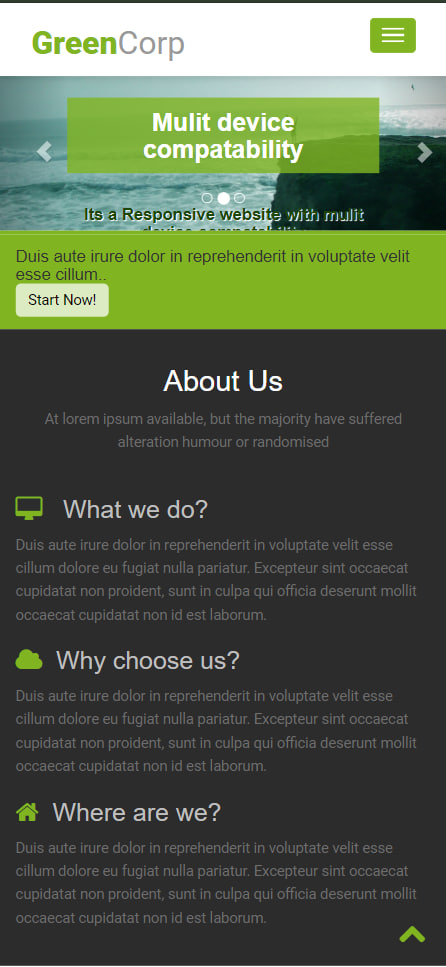 GreenCorp
Mulit device
compatability
Its a Responsive website with mulit
device compatability
Duis aute irure dolor in reprehenderit in voluptate velit
esse cillum..
Start Now!
About Us
At lorem ipsum available, but the majority have suffered
alteration humour or randomised
What we do?
Duis aute irure dolor in reprehenderit in voluptate velit esse
cillum dolore eu fugiat nulla pariatur. Excepteur sint occaecat
cupidatat non proident, sunt in culpa qui officia deserunt mollit
occaecat cupidatat non id est laborum.
Why choose us?
Duis aute irure dolor in reprehenderit in voluptate velit esse
cillum dolore eu fugiat nulla pariatur. Excepteur sint occaecat
cupidatat non proident, sunt in culpa qui officia deserunt mollit
occaecat cupidatat non id est laborum.
Where are we?
Duis aute irure dolor in reprehenderit in voluptate velit esse
cillum dolore eu fugiat nulla pariatur. Excepteur sint occaecat
cupidatat non proident, sunt in culpa qui officia deserunt mollit
occaecat cupidatat non id est laborum.